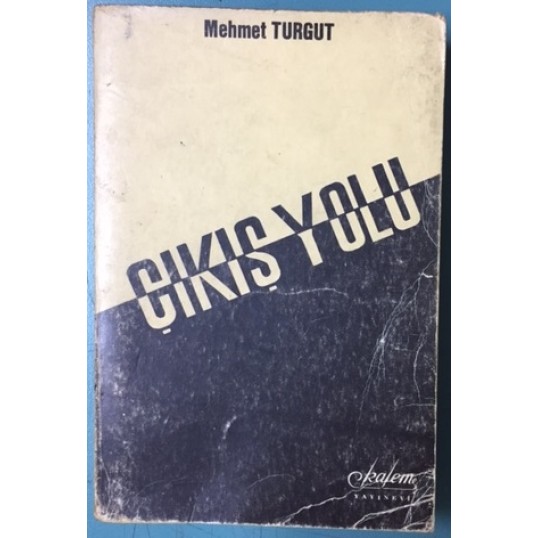 Mehmet TURGUT
ÇIKIŞ YOLU
kalem
YAYINEVİ